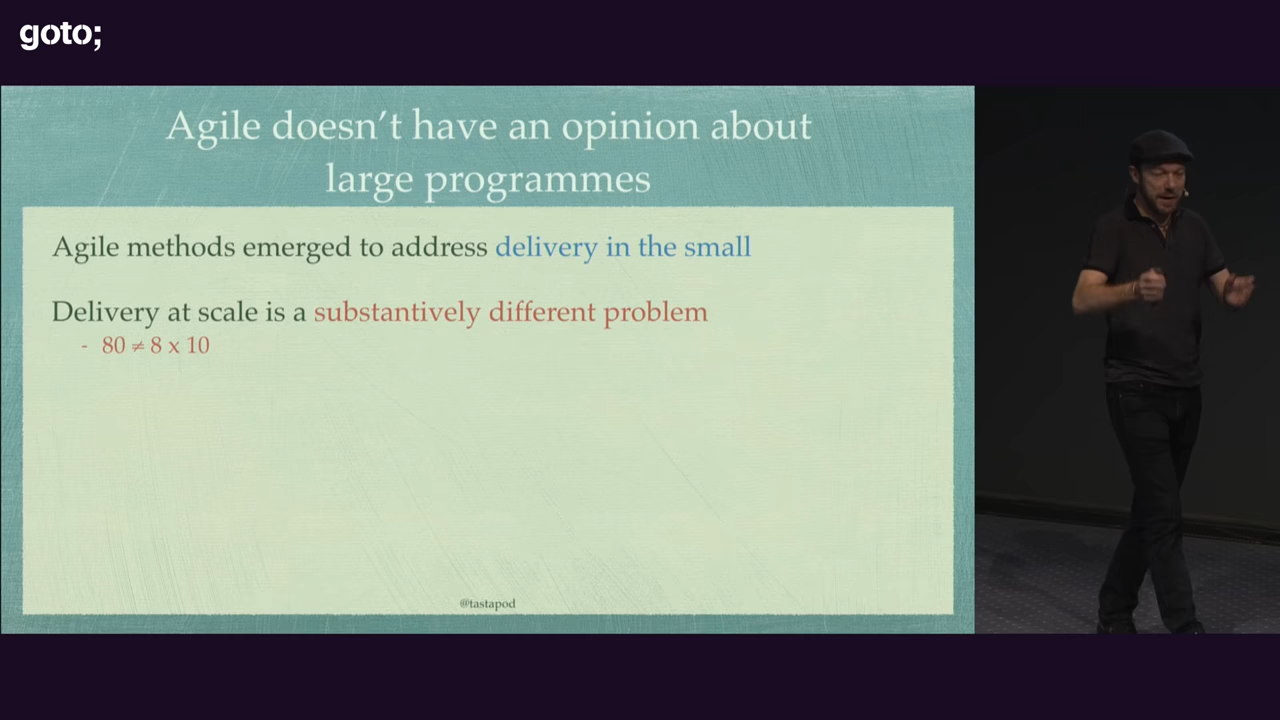 goto;
Agile doesn’t have an opinion about
large programmes
Agile methods emerged to address delivery in the small
Delivery at scale is a substantively different problem
- 80 ≠ 8 x 10
@tastapod